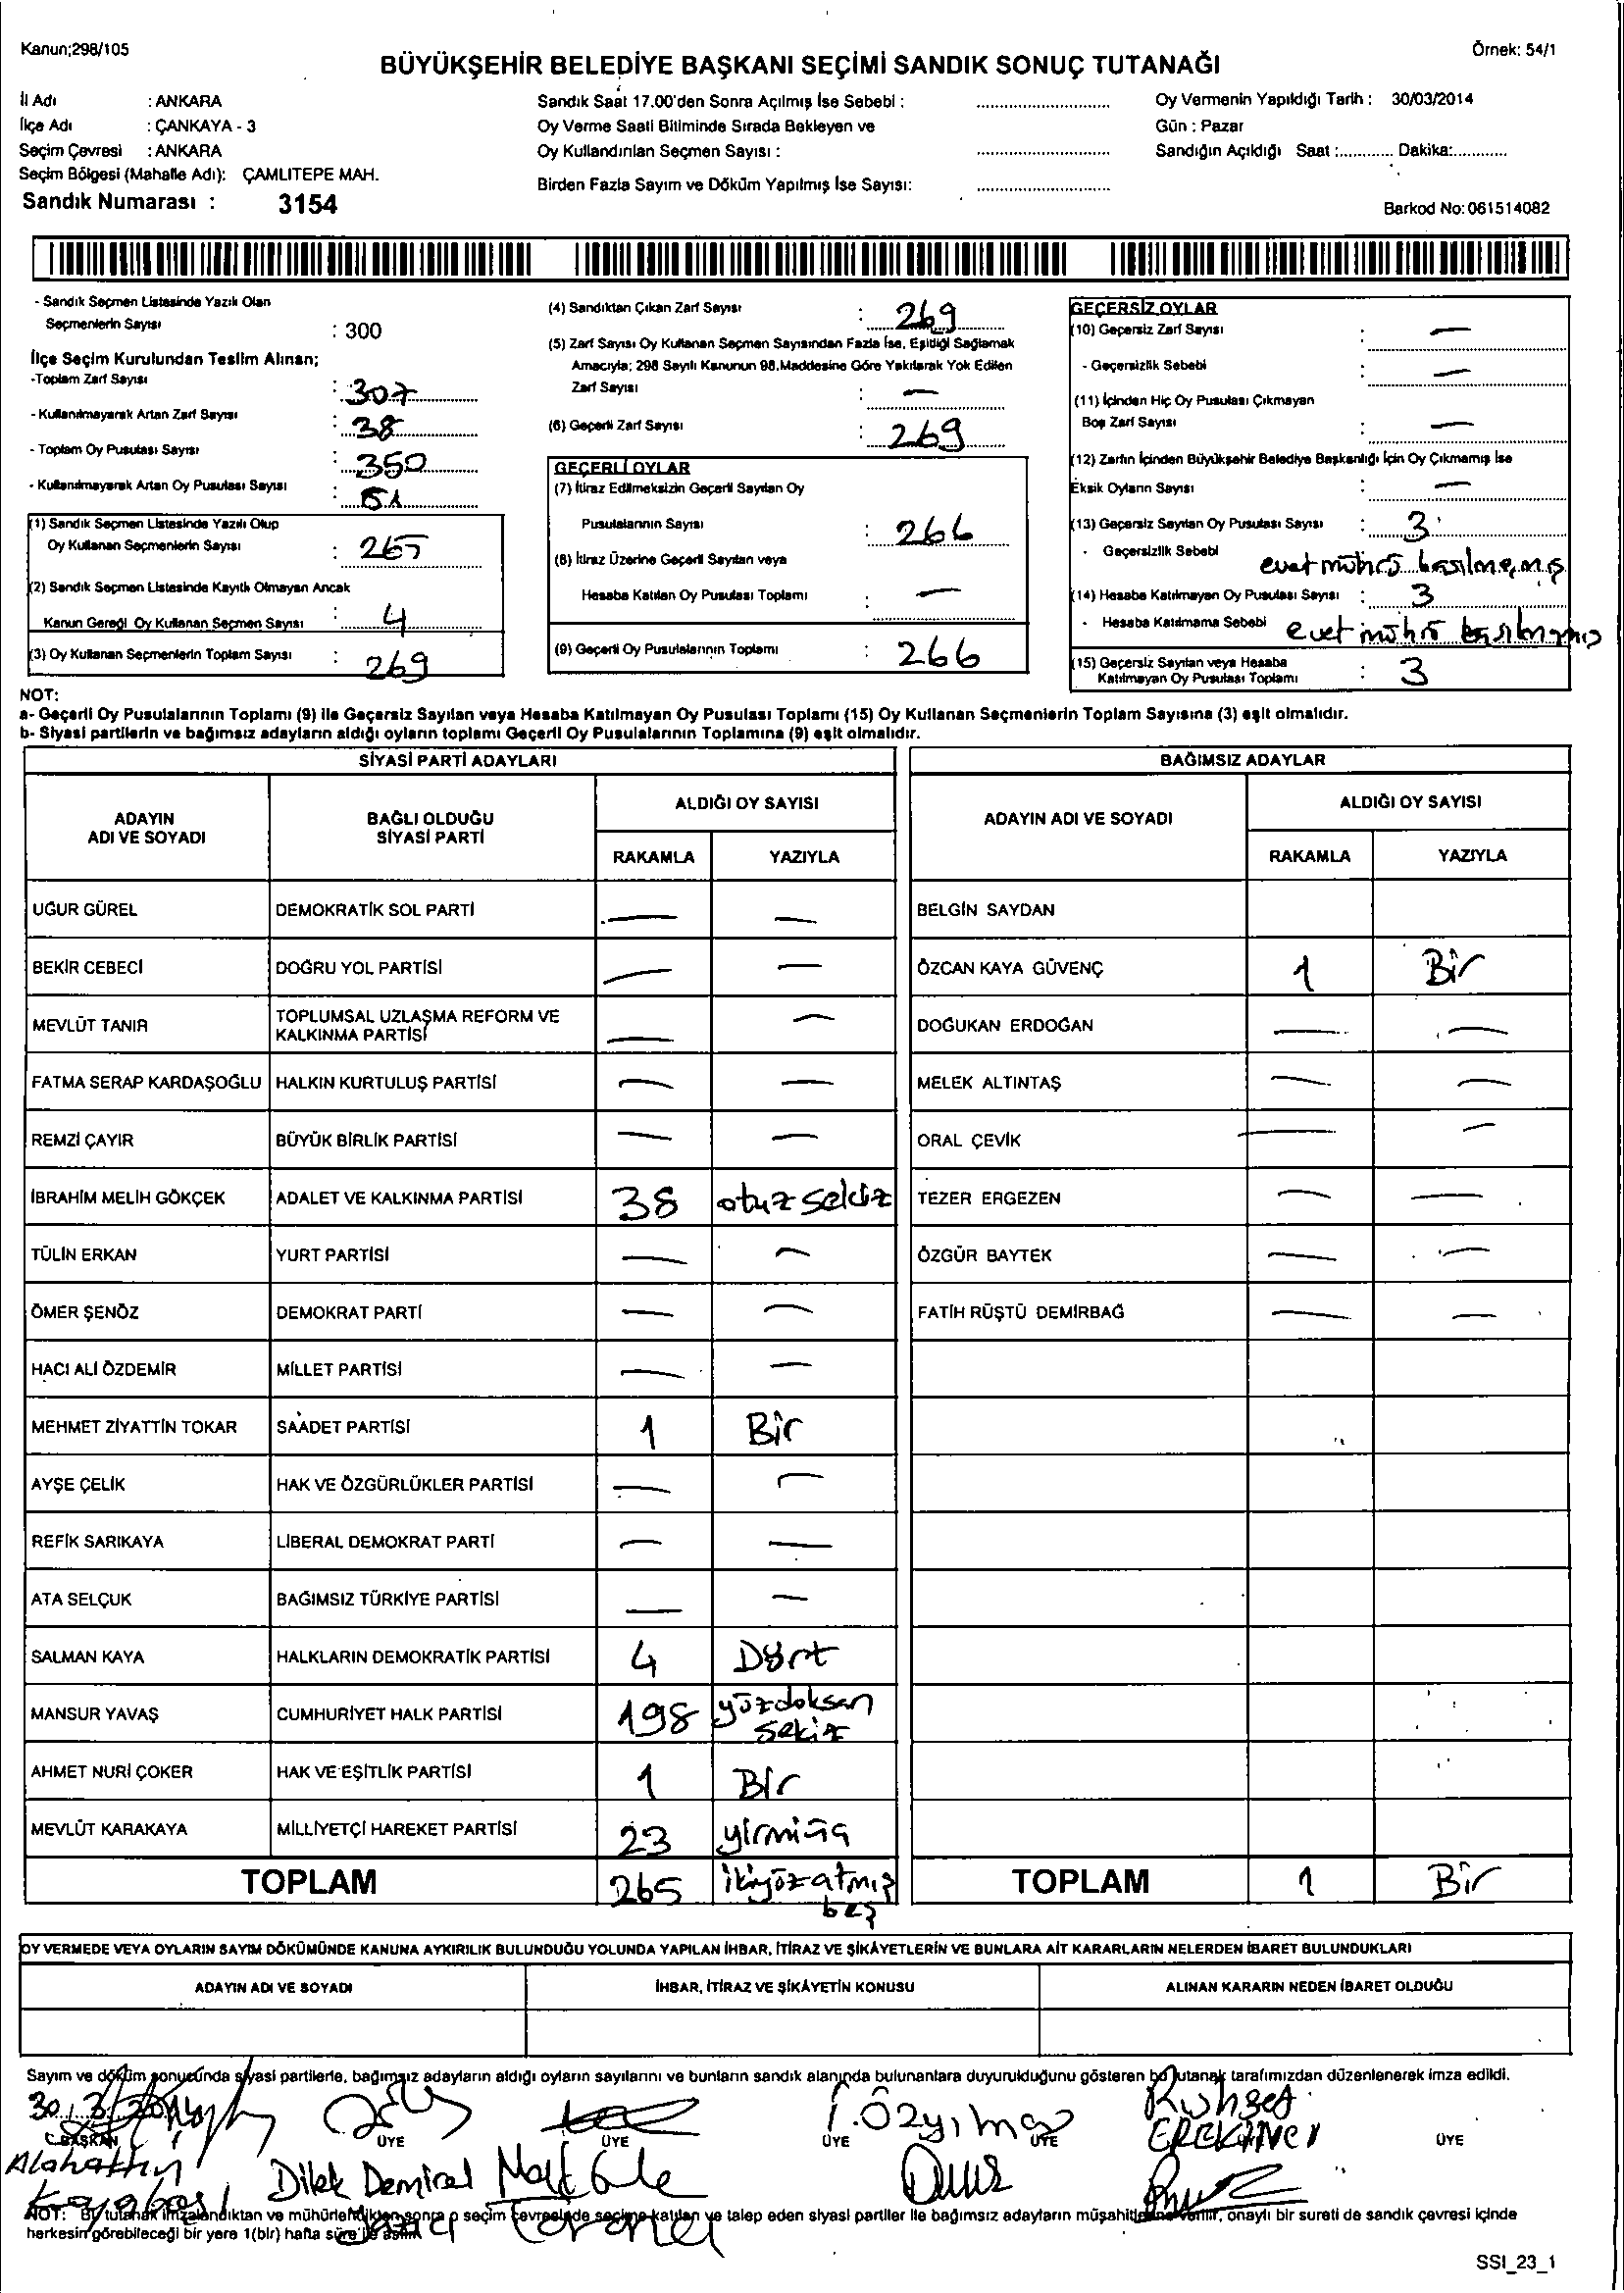 Kanun;298/105
Örnek: 54/1
BÜYÜKŞEHİR BELEDİYE BAŞKANI SEÇİMİ SANDIK SONUÇ TUTANAĞI
İl Adı : ANKARA
İlçe Adı : ÇANKAYA - 3
Seçim Çevresi : ANKARA
Seçim Bölgesi (Mahalle Adı): ÇAMLITEPE MAH.
Sandık Numarası : 3154
Sandık Saat 17.00'den Sonra Açılmış İse Sebebi :
Oy Verme Saati Bitiminde Sırada Bekleyen ve
Oy Kullandırılan Seçmen Sayısı :
Birden Fazla Sayım ve Döküm Yapılmış İse Sayısı:
Oy Vermenin Yapıldığı Tarih : 30/03/2014
Gün : Pazar
Sandığın Açıldığı Saat :............ Dakika:............
Barkod No:061514082
- Sandık Seçmen Listesinde Yazılı Olan
Seçmenlerin Sayısı : 300
İlçe Seçim Kurulundan Teslim Alınan;
-Toplam Zarf Sayısı : 307
- Kullanılmayarak Artan Zarf Sayısı : 38
- Toplam Oy Pusulası Sayısı : 350
- Kullanılmayarak Artan Oy Pusulası Sayısı : 81
(1) Sandık Seçmen Listesinde Yazılı Olup
Oy Kullanan Seçmenlerin Sayısı : 265
(2) Sandık Seçmen Listesinde Kayıtlı Olmayan Ancak
Kanun Gereği Oy Kullanan Seçmen Sayısı : 4
(3) Oy Kullanan Seçmenlerin Toplam Sayısı : 269
(4) Sandıktan Çıkan Zarf Sayısı : 269
(5) Zarf Sayısı Oy Kullanan Seçmen Sayısından Fazla İse, Eşitliği Sağlamak
Amacıyla; 298 Sayılı Kanunun 98.Maddesine Göre Yakılarak Yok Edilen
Zarf Sayısı : —
(6) Geçerli Zarf Sayısı : 269
GEÇERLİ OYLAR
(7) İtiraz Edilmeksizin Geçerli Sayılan Oy
Pusulalarının Sayısı : 266
(8) İtiraz Üzerine Geçerli Sayılan veya
Hesaba Katılan Oy Pusulası Toplamı : —
(9) Geçerli Oy Pusulalarının Toplamı : 266
GEÇERSİZ OYLAR
(10) Geçersiz Zarf Sayısı : —
- Geçersizlik Sebebi : —
(11) İçinden Hiç Oy Pusulası Çıkmayan
Boş Zarf Sayısı : —
(12) Zarfın İçinden Büyükşehir Belediye Başkanlığı İçin Oy Çıkmamış İse
Eksik Oyların Sayısı : —
(13) Geçersiz Sayılan Oy Pusulası Sayısı : 3
- Geçersizlik Sebebi evet mührü basılmamış
(14) Hesaba Katılmayan Oy Pusulası Sayısı : 3
- Hesaba Katılmama Sebebi evet mührü basılmamış
(15) Geçersiz Sayılan veya Hesaba
Katılmayan Oy Pusulası Toplamı : 3
NOT:
a- Geçerli Oy Pusulalarının Toplamı (9) ile Geçersiz Sayılan veya Hesaba Katılmayan Oy Pusulası Toplamı (15) Oy Kullanan Seçmenlerin Toplam Sayısına (3) eşit olmalıdır.
b- Siyasi partilerin ve bağımsız adayların aldığı oyların toplamı Geçerli Oy Pusulalarının Toplamına (9) eşit olmalıdır.
SİYASİ PARTİ ADAYLARI
ADAYIN ADI VE SOYADI
BAĞLI OLDUĞU SİYASİ PARTİ
ALDIĞI OY SAYISI
RAKAMLA YAZIYLA
UĞUR GÜREL DEMOKRATİK SOL PARTİ — —
BEKİR CEBECİ DOĞRU YOL PARTİSİ — —
MEVLÜT TANIR TOPLUMSAL UZLAŞMA REFORM VE KALKINMA PARTİSİ — —
FATMA SERAP KARDAŞOĞLU HALKIN KURTULUŞ PARTİSİ — —
REMZİ ÇAYIR BÜYÜK BİRLİK PARTİSİ — —
İBRAHİM MELİH GÖKÇEK ADALET VE KALKINMA PARTİSİ 38 otuz sekiz
TÜLİN ERKAN YURT PARTİSİ — —
ÖMER ŞENÖZ DEMOKRAT PARTİ — —
HACI ALİ ÖZDEMİR MİLLET PARTİSİ — —
MEHMET ZİYATTİN TOKAR SAADET PARTİSİ 1 Bir
AYŞE ÇELİK HAK VE ÖZGÜRLÜKLER PARTİSİ — —
REFİK SARIKAYA LİBERAL DEMOKRAT PARTİ — —
ATA SELÇUK BAĞIMSIZ TÜRKİYE PARTİSİ — —
SALMAN KAYA HALKLARIN DEMOKRATİK PARTİSİ 4 Dört
MANSUR YAVAŞ CUMHURİYET HALK PARTİSİ 198 yüzdoksan sekiz
AHMET NURİ ÇOKER HAK VE EŞİTLİK PARTİSİ 1 Bir
MEVLÜT KARAKAYA MİLLİYETÇİ HAREKET PARTİSİ 23 yirmiüç
TOPLAM 265 ikiyüzatmış beş
BAĞIMSIZ ADAYLAR
ADAYIN ADI VE SOYADI
ALDIĞI OY SAYISI
RAKAMLA YAZIYLA
BELGİN SAYDAN
ÖZCAN KAYA GÜVENÇ 1 Bir
DOĞUKAN ERDOĞAN — —
MELEK ALTINTAŞ — —
ORAL ÇEVİK — —
TEZER ERGEZEN — —
ÖZGÜR BAYTEK — —
FATİH RÜŞTÜ DEMİRBAĞ — —
TOPLAM 1 Bir
OY VERMEDE VEYA OYLARIN SAYIM DÖKÜMÜNDE KANUNA AYKIRILIK BULUNDUĞU YOLUNDA YAPILAN İHBAR, İTİRAZ VE ŞİKÂYETLERİN VE BUNLARA AİT KARARLARIN NELERDEN İBARET BULUNDUKLARI
ADAYIN ADI VE SOYADI
İHBAR, İTİRAZ VE ŞİKÂYETİN KONUSU
ALINAN KARARIN NEDEN İBARET OLDUĞU
Sayım ve döküm sonucunda siyasi partilerle, bağımsız adayların aldığı oyların sayılarını ve bunların sandık alanında bulunanlara duyurulduğunu gösteren bu tutanak tarafımızdan düzenlenerek imza edildi.
30.3.2014
BAŞKAN ÜYE ÜYE ÜYE ÜYE ÜYE
Dilek Demirel
NOT: Bu tutanak imzalandıktan ve mühürlendikten sonra o seçim çevresinde seçime katılan ve talep eden siyasi partiler ile bağımsız adayların müşahitlerine verilir, onaylı bir sureti de sandık çevresi içinde
herkesin görebileceği bir yere 1(bir) hafta süre ile asılır
SSI_23_1